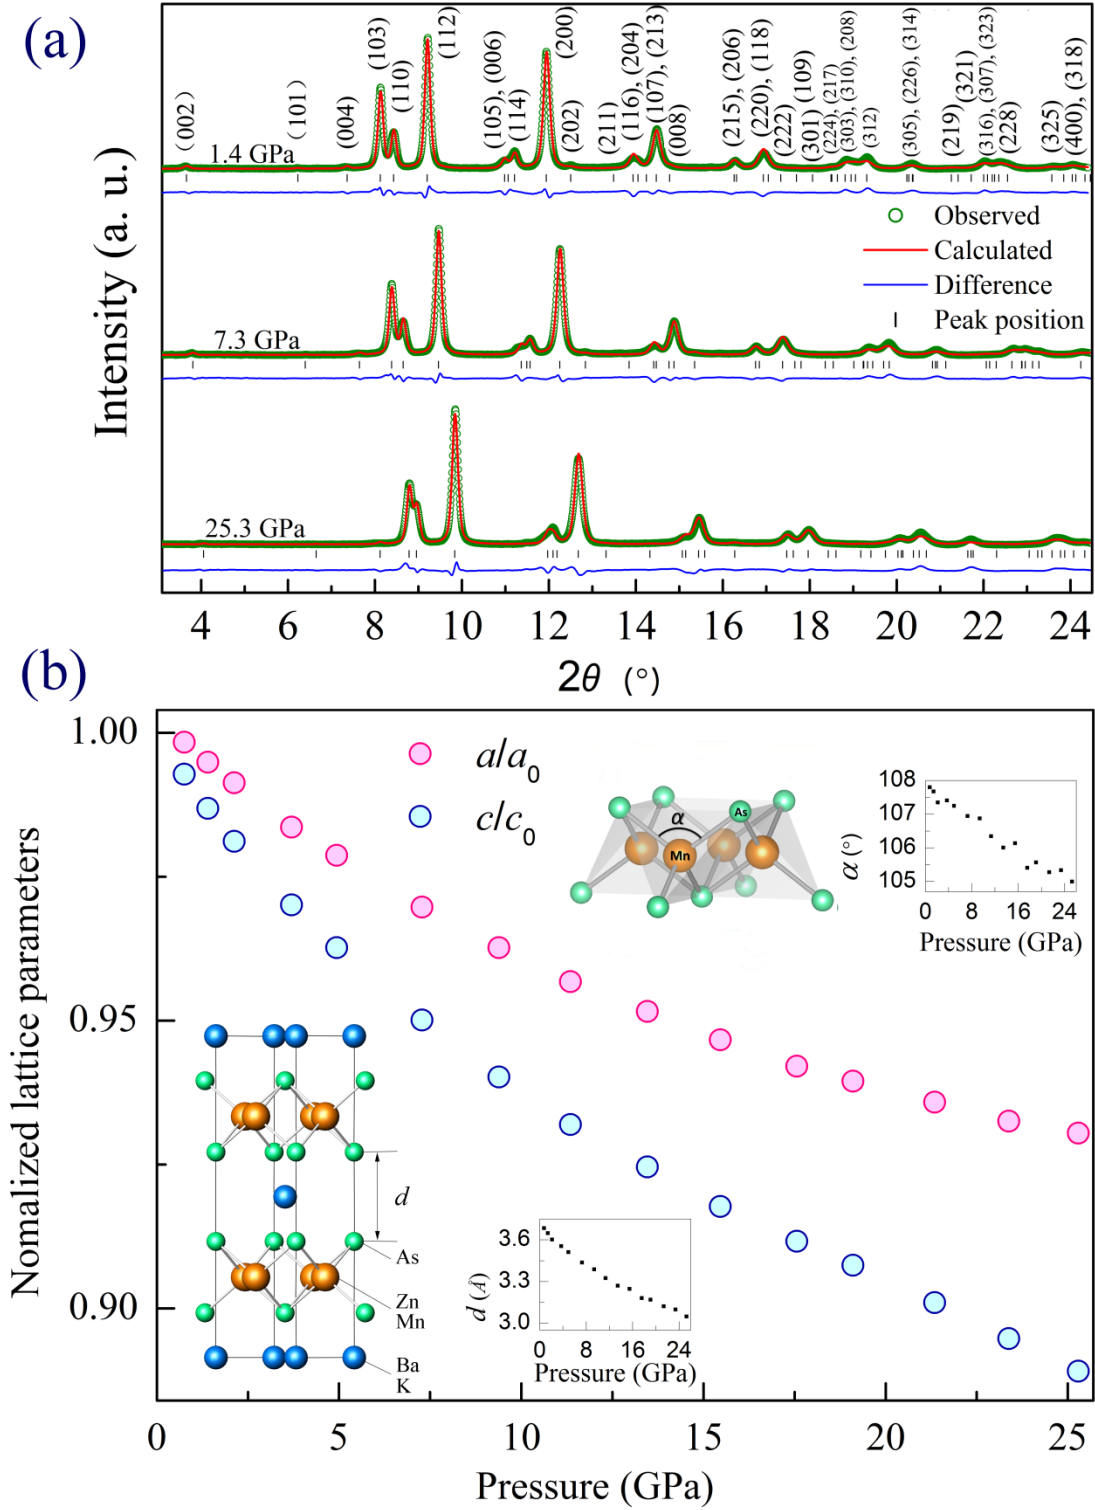 (a)
Intensity (a. u.)
(002)
(101)
(004)
(103)
(110)
(112)
(105), (006)
(114)
(200)
(202)
(211)
(116), (204)
(107), (213)
(008)
(215), (206)
(220), (118)
(222)
(301) (109)
(224), (217)
(303), (310), (208)
(312)
(305), (226), (314)
(219)
(321)
(316), (307), (323)
(228)
(325)
(400), (318)
1.4 GPa
Observed
Calculated
Difference
Peak position
7.3 GPa
25.3 GPa
4 6 8 10 12 14 16 18 20 22 24
2θ (°)
(b)
Nomalized lattice parameters
1.00
0.95
0.90
a/a0
c/c0
α
As
Mn
108
107
106
105
α (°)
0 8 16 24
Pressure (GPa)
d
As
Zn
Mn
Ba
K
3.6
3.3
3.0
d (Å)
0 8 16 24
Pressure (GPa)
0 5 10 15 20 25
Pressure (GPa)